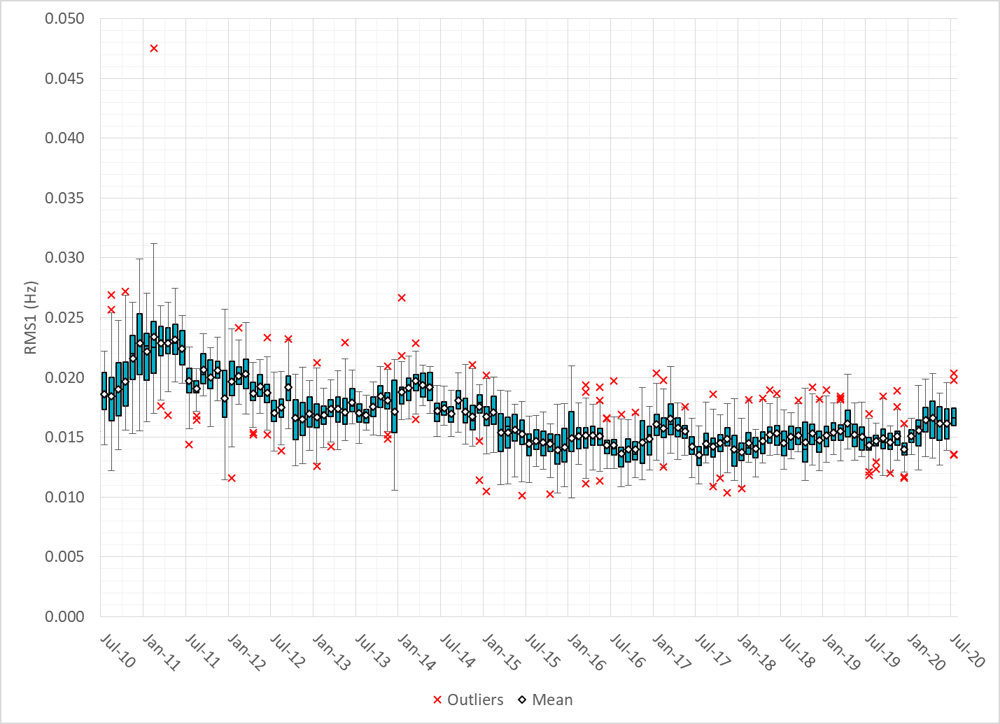 0.050
0.045
0.040
0.035
0.030
0.025
0.020
0.015
0.010
0.005
0.000
RMS1 (Hz)
Jul-10
Jan-11
Jul-11
Jan-12
Jul-12
Jan-13
Jul-13
Jan-14
Jul-14
Jan-15
Jul-15
Jan-16
Jul-16
Jan-17
Jul-17
Jan-18
Jul-18
Jan-19
Jul-19
Jan-20
Jul-20
Outliers Mean